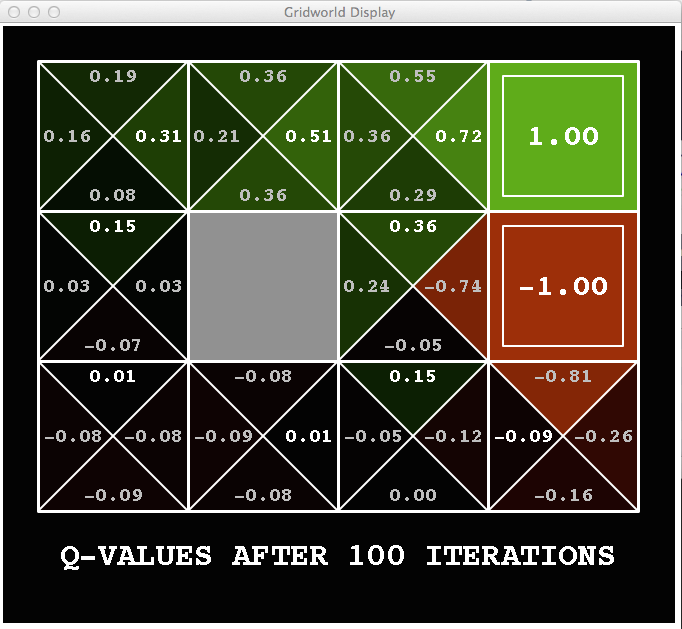 Gridworld Display
0.19 0.36 0.55
0.16 0.31 0.21 0.51 0.36 0.72 1.00
0.08 0.36 0.29
0.15 0.36
0.03 0.03 0.24 -0.74 -1.00
-0.07 -0.05
0.01 -0.08 0.15 -0.81
-0.08 -0.08 -0.09 0.01 -0.05 -0.12 -0.09 -0.26
-0.09 -0.08 0.00 -0.16
Q-VALUES AFTER 100 ITERATIONS